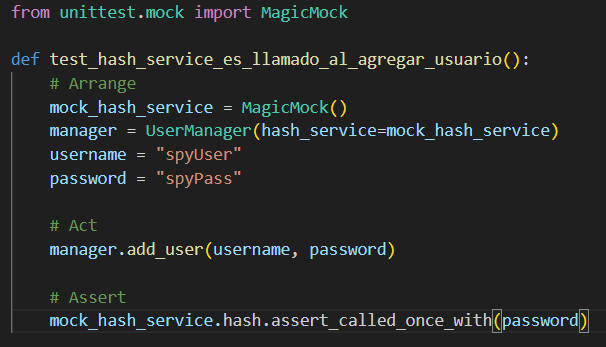 from unittest.mock import MagicMock

def test_hash_service_es_llamado_al_agregar_usuario():
    # Arrange
    mock_hash_service = MagicMock()
    manager = UserManager(hash_service=mock_hash_service)
    username = "spyUser"
    password = "spyPass"

    # Act
    manager.add_user(username, password)

    # Assert
    mock_hash_service.hash.assert_called_once_with(password)